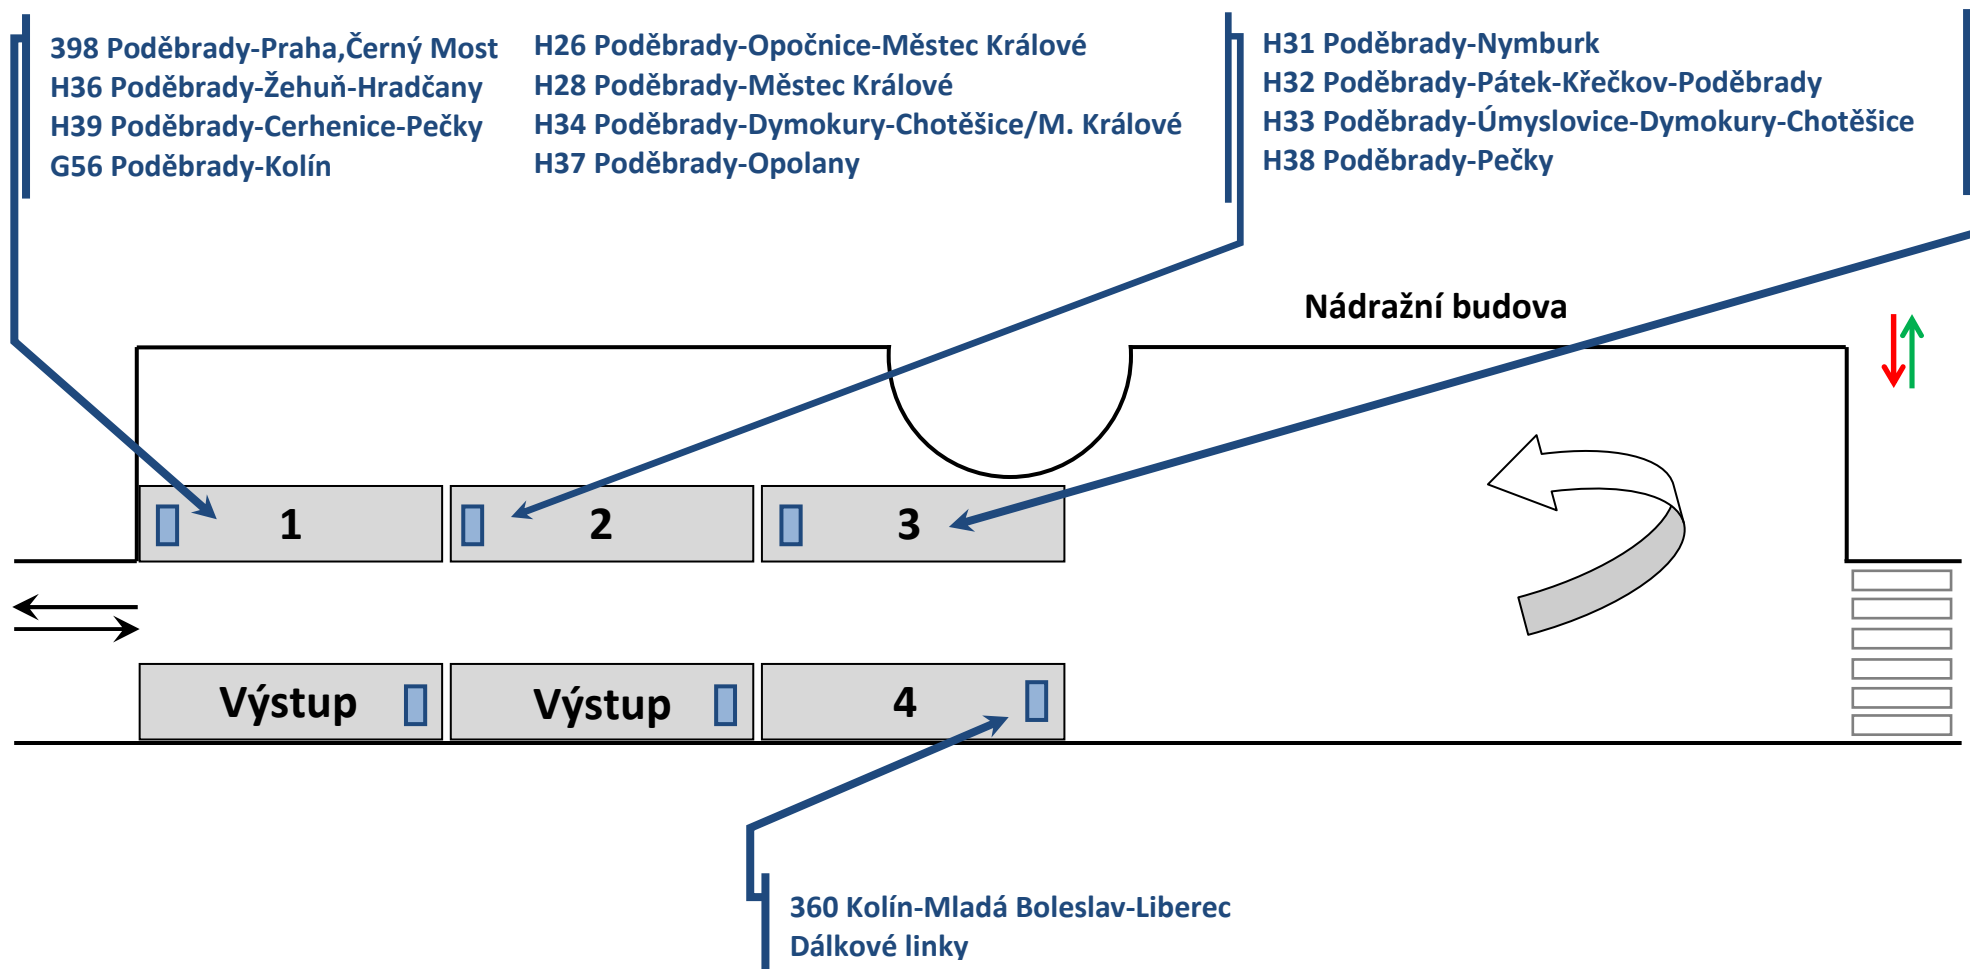 398 Poděbrady-Praha,Černý Most
H36 Poděbrady-Žehuň-Hradčany
H39 Poděbrady-Cerhenice-Pečky
G56 Poděbrady-Kolín
H26 Poděbrady-Opočnice-Městec Králové
H28 Poděbrady-Městec Králové
H34 Poděbrady-Dymokury-Chotěšice/M. Králové
H37 Poděbrady-Opolany
H31 Poděbrady-Nymburk
H32 Poděbrady-Pátek-Křečkov-Poděbrady
H33 Poděbrady-Úmyslovice-Dymokury-Chotěšice
H38 Poděbrady-Pečky
Nádražní budova
1
2
3
Výstup
Výstup
4
360 Kolín-Mladá Boleslav-Liberec
Dálkové linky